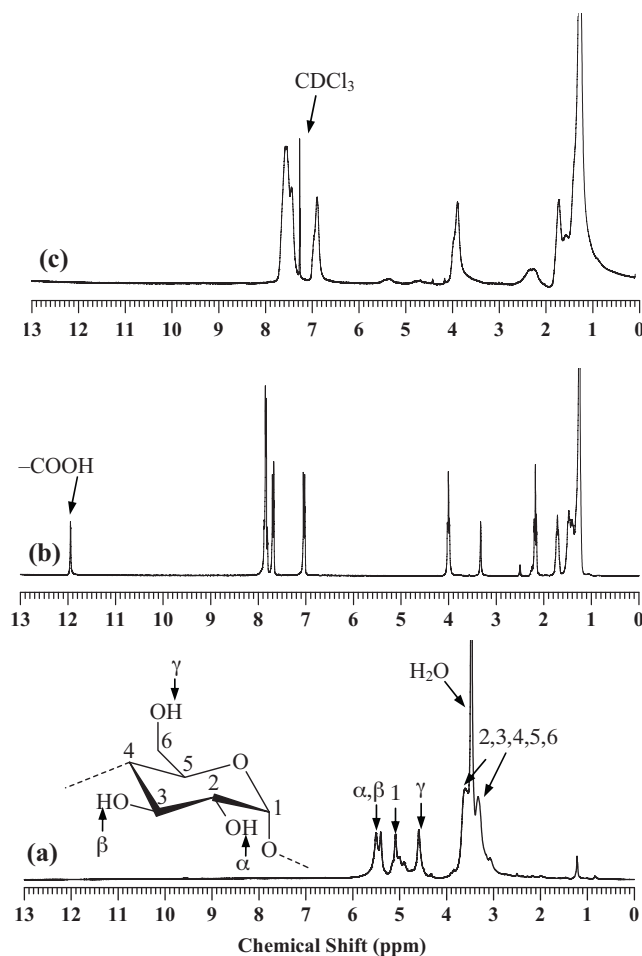 CDCl₃
(c)
13 12 11 10 9 8 7 6 5 4 3 2 1 0
–COOH
(b)
13 12 11 10 9 8 7 6 5 4 3 2 1 0
γ
OH
6
4
5
O
HO
3
2
1
β
OH
α
O
α,β
1
γ
H₂O
2,3,4,5,6
(a)
13 12 11 10 9 8 7 6 5 4 3 2 1 0
Chemical Shift (ppm)